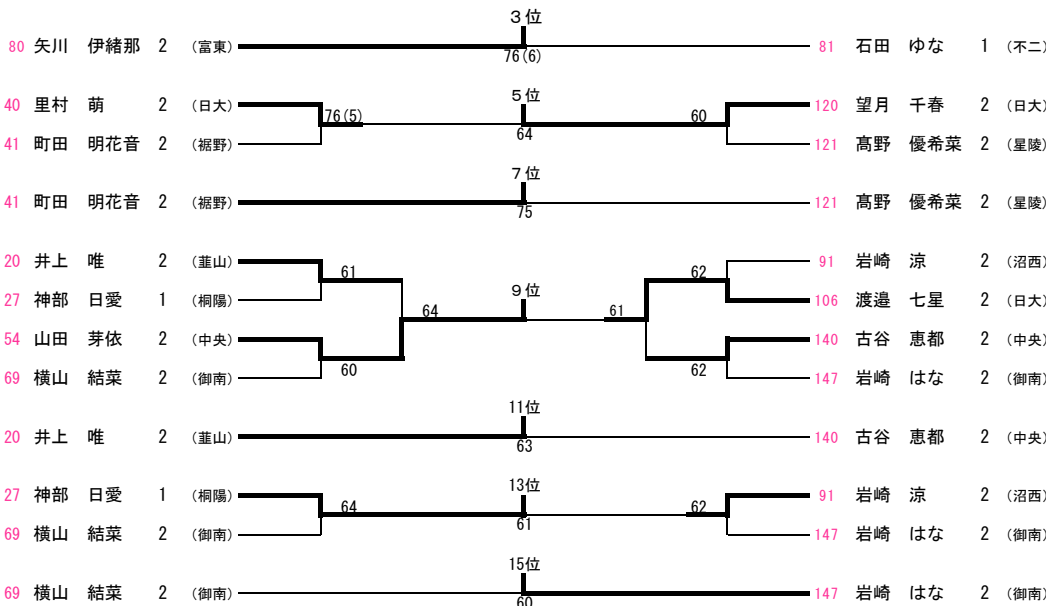 3位
80 矢川 伊緒那 2 (富東) 81 石田 ゆな 1 (不二)
76(6)
5位
40 里村 萌 2 (日大) 76(5) 60 120 望月 千春 2 (日大)
64
41 町田 明花音 2 (裾野) 121 髙野 優希菜 2 (星陵)
7位
41 町田 明花音 2 (裾野) 121 髙野 優希菜 2 (星陵)
75
20 井上 唯 2 (韮山) 91 岩崎 涼 2 (沼西)
61 62
9位
27 神部 日愛 1 (桐陽) 106 渡邉 七星 2 (日大)
64 61
54 山田 芽依 2 (中央) 140 古谷 恵都 2 (中央)
60 62
69 横山 結菜 2 (御南) 147 岩崎 はな 2 (御南)
11位
20 井上 唯 2 (韮山) 140 古谷 恵都 2 (中央)
63
13位
27 神部 日愛 1 (桐陽) 91 岩崎 涼 2 (沼西)
64 62
61
69 横山 結菜 2 (御南) 147 岩崎 はな 2 (御南)
15位
69 横山 結菜 2 (御南) 147 岩崎 はな 2 (御南)
60